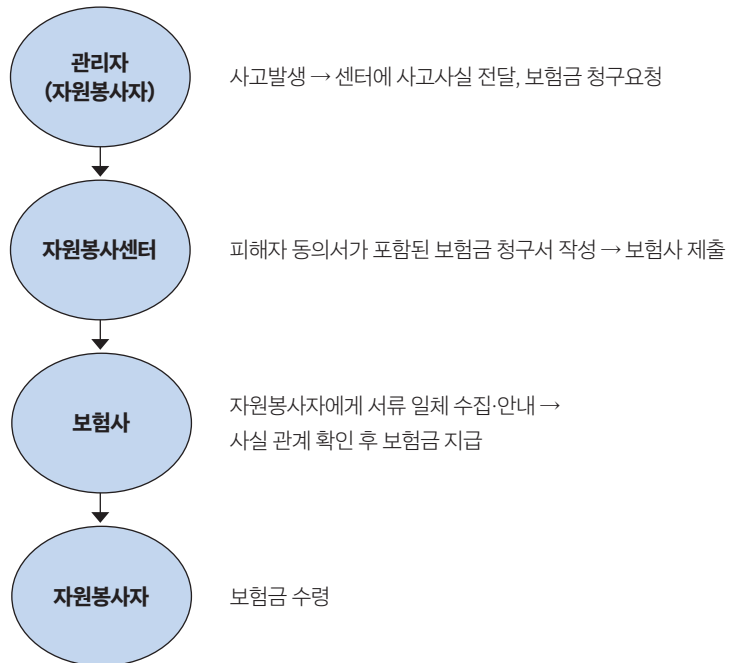 관리자
(자원봉사자)
사고발생 → 센터에 사고사실 전달, 보험금 청구요청
자원봉사센터
피해자 동의서가 포함된 보험금 청구서 작성 → 보험사 제출
보험사
자원봉사자에게 서류 일체 수집·안내 →
사실 관계 확인 후 보험금 지급
자원봉사자
보험금 수령